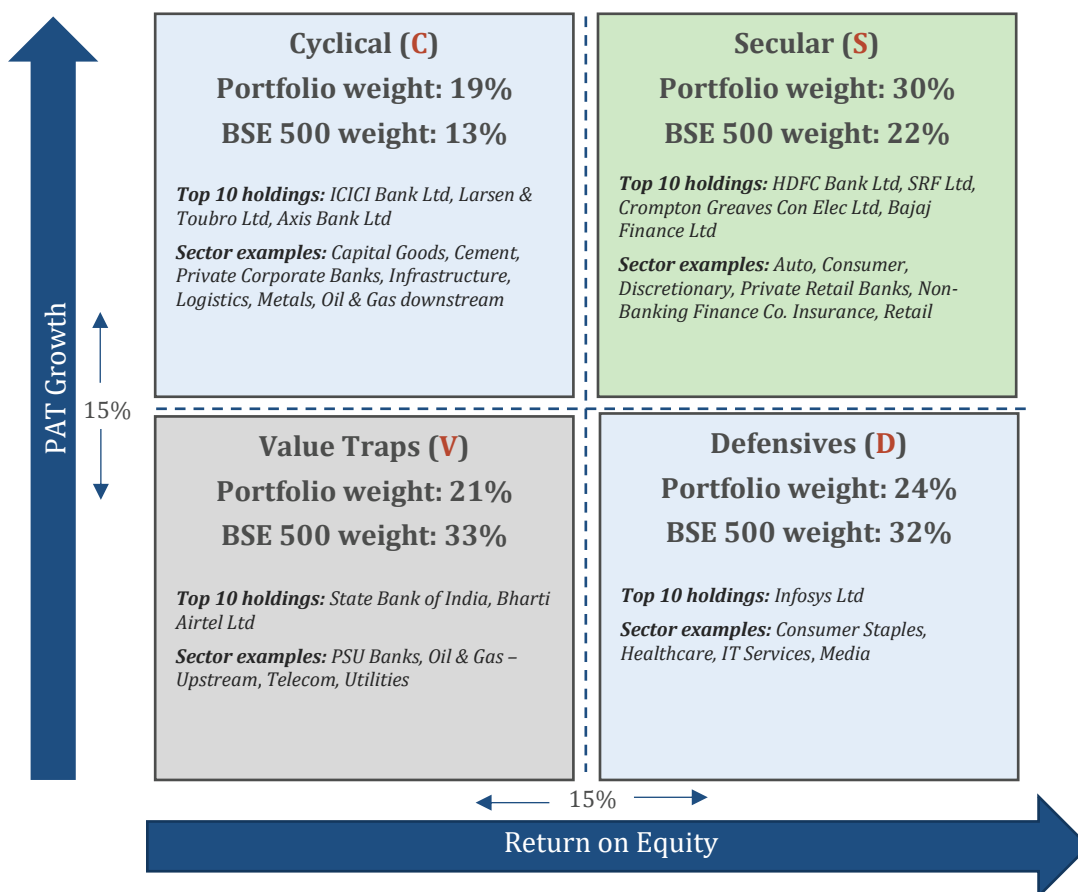 Cyclical (C)
Portfolio weight: 19%
BSE 500 weight: 13%
Top 10 holdings: ICICI Bank Ltd, Larsen &
Toubro Ltd, Axis Bank Ltd
Sector examples: Capital Goods, Cement,
Private Corporate Banks, Infrastructure,
Logistics, Metals, Oil & Gas downstream
Secular (S)
Portfolio weight: 30%
BSE 500 weight: 22%
Top 10 holdings: HDFC Bank Ltd, SRF Ltd,
Crompton Greaves Con Elec Ltd, Bajaj
Finance Ltd
Sector examples: Auto, Consumer,
Discretionary, Private Retail Banks, Non-
Banking Finance Co. Insurance, Retail
PAT Growth
15%
Value Traps (V)
Portfolio weight: 21%
BSE 500 weight: 33%
Top 10 holdings: State Bank of India, Bharti
Airtel Ltd
Sector examples: PSU Banks, Oil & Gas –
Upstream, Telecom, Utilities
Defensives (D)
Portfolio weight: 24%
BSE 500 weight: 32%
Top 10 holdings: Infosys Ltd
Sector examples: Consumer Staples,
Healthcare, IT Services, Media
15%
Return on Equity